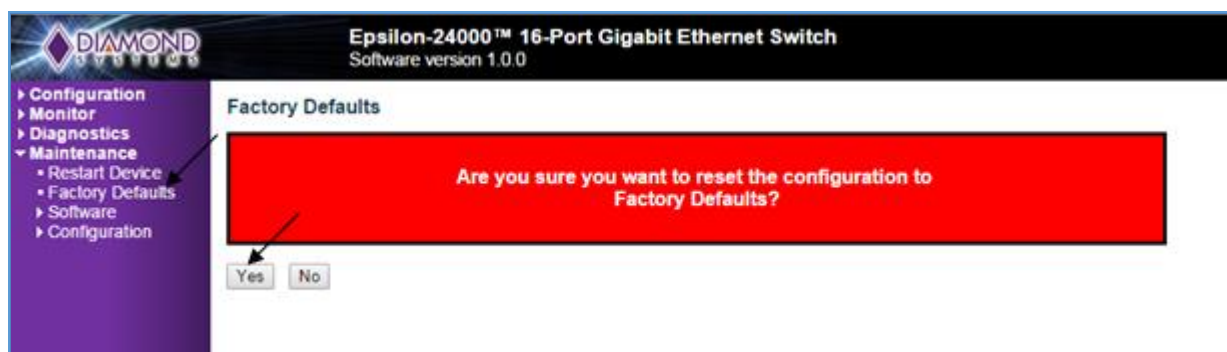 DIAMOND
SYSTEMS
Epsilon-24000™ 16-Port Gigabit Ethernet Switch
Software version 1.0.0
Configuration
Monitor
Diagnostics
Maintenance
Restart Device
Factory Defaults
Software
Configuration
Factory Defaults
Are you sure you want to reset the configuration to
Factory Defaults?
Yes No